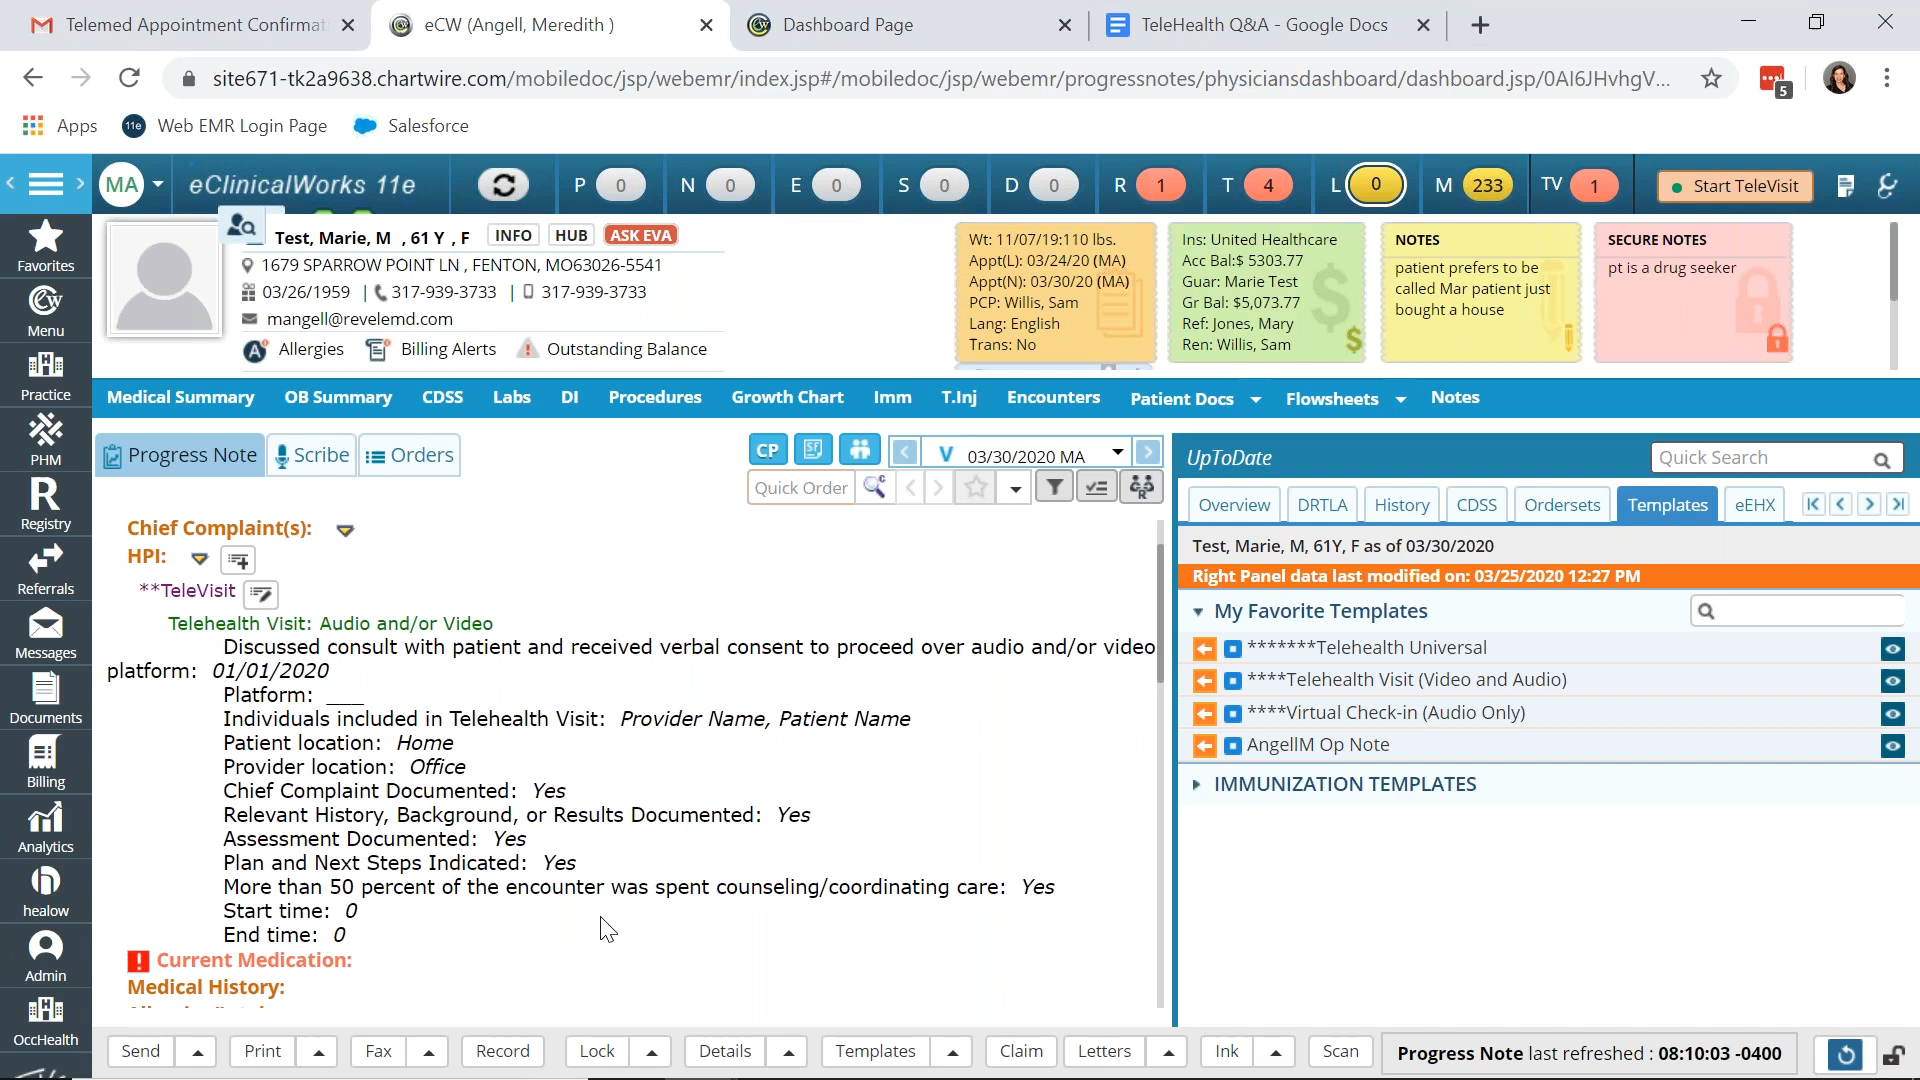 Telemed Appointment Confirmat
eCW (Angell, Meredith )
Dashboard Page
TeleHealth Q&A - Google Docs
site671-tk2a9638.chartwire.com/mobiledoc/jsp/webemr/index.jsp#/mobiledoc/jsp/webemr/progressnotes/physiciansdashboard/dashboard.jsp/0AI6JHvhgV...
5
Apps
11e Web EMR Login Page
Salesforce
MA
eClinicalWorks 11e
P 0
N 0
E 0
S 0
D 0
R 1
T 4
L 0
M 233
TV 1
Start TeleVisit
Favorites
Menu
Practice
PHM
Registry
Referrals
Messages
Documents
Billing
Analytics
healow
Admin
OccHealth
Test, Marie, M , 61 Y , F INFO HUB ASK EVA
1679 SPARROW POINT LN , FENTON, MO63026-5541
03/26/1959 | 317-939-3733 | 317-939-3733
mangell@revelemd.com
Allergies Billing Alerts Outstanding Balance
Wt: 11/07/19:110 lbs.
Appt(L): 03/24/20 (MA)
Appt(N): 03/30/20 (MA)
PCP: Willis, Sam
Lang: English
Trans: No
Ins: United Healthcare
Acc Bal:$ 5303.77
Guar: Marie Test
Gr Bal: $5,073.77
Ref: Jones, Mary
Ren: Willis, Sam
NOTES
patient prefers to be
called Mar patient just
bought a house
SECURE NOTES
pt is a drug seeker
Medical Summary OB Summary CDSS Labs DI Procedures Growth Chart Imm T.Inj Encounters Patient Docs Flowsheets Notes
Progress Note Scribe Orders
CP SF V 03/30/2020 MA
Quick Order
Chief Complaint(s):
HPI:
**TeleVisit
Telehealth Visit: Audio and/or Video
Discussed consult with patient and received verbal consent to proceed over audio and/or video
platform: 01/01/2020
Platform: ___
Individuals included in Telehealth Visit: Provider Name, Patient Name
Patient location: Home
Provider location: Office
Chief Complaint Documented: Yes
Relevant History, Background, or Results Documented: Yes
Assessment Documented: Yes
Plan and Next Steps Indicated: Yes
More than 50 percent of the encounter was spent counseling/coordinating care: Yes
Start time: 0
End time: 0
Current Medication:
Medical History:
UpToDate
Quick Search
Overview DRTLA History CDSS Ordersets Templates eEHX
Test, Marie, M, 61Y, F as of 03/30/2020
Right Panel data last modified on: 03/25/2020 12:27 PM
My Favorite Templates
*******Telehealth Universal
****Telehealth Visit (Video and Audio)
****Virtual Check-in (Audio Only)
AngellM Op Note
IMMUNIZATION TEMPLATES
Send Print Fax Record Lock Details Templates Claim Letters Ink Scan
Progress Note last refreshed : 08:10:03 -0400